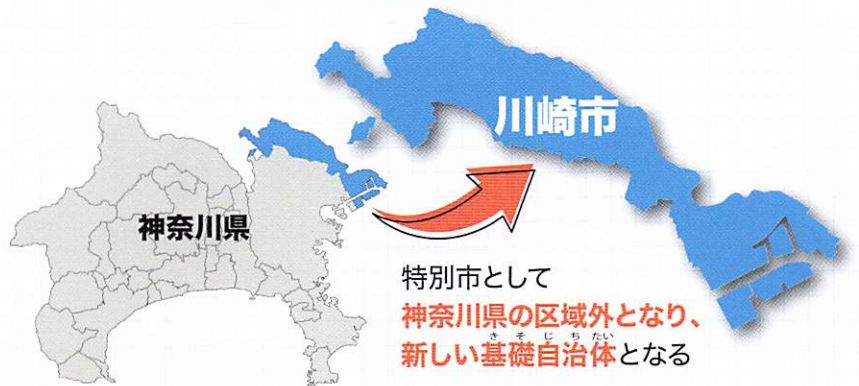 川崎市
神奈川県
特別市として
神奈川県の区域外となり、
きそじちたい
新しい基礎自治体となる